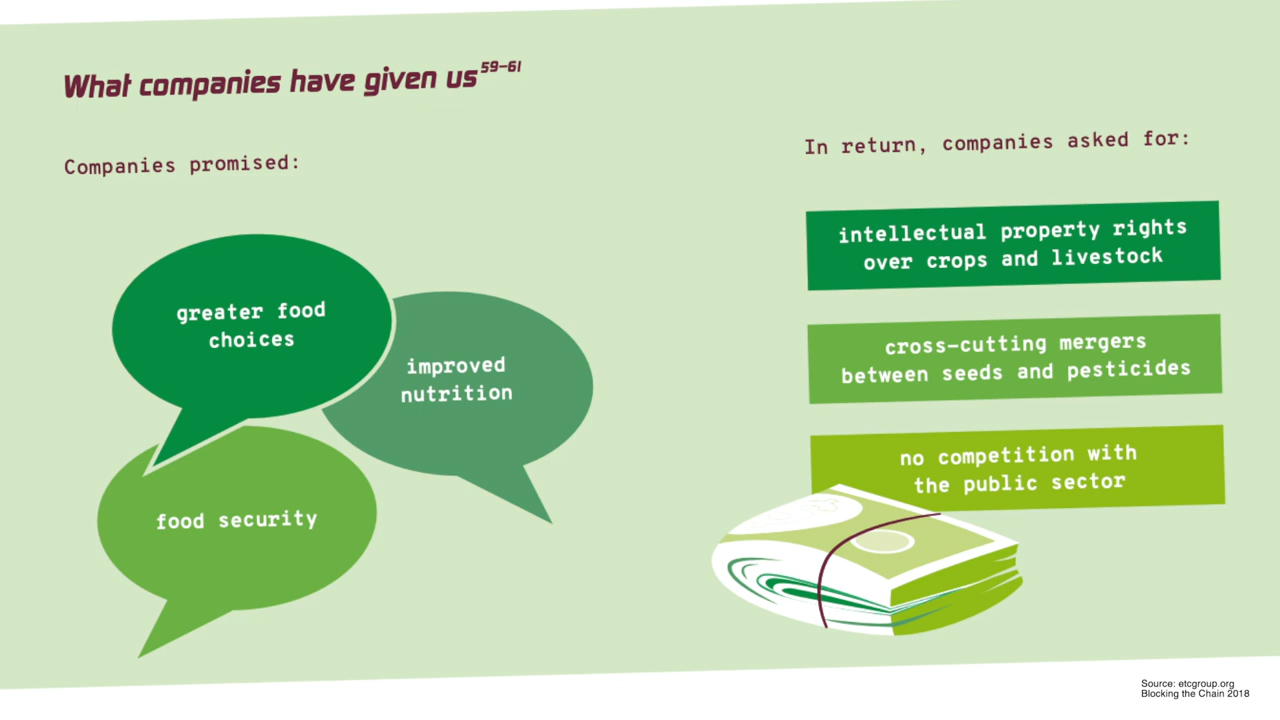 What companies have given us 59–61
Companies promised:
greater food
choices
improved
nutrition
food security
In return, companies asked for:
intellectual property rights
over crops and livestock
cross-cutting mergers
between seeds and pesticides
no competition with
the public sector
Source: etcgroup.org
Blocking the Chain 2018